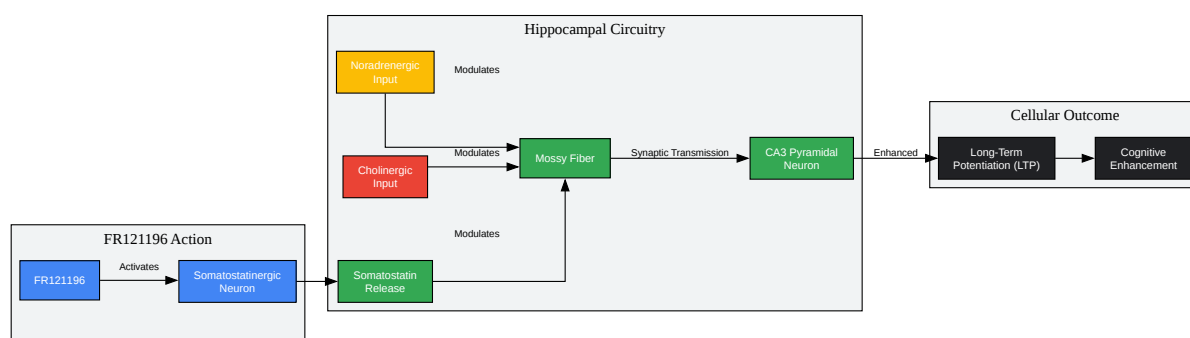 Hippocampal Circuitry
Noradrenergic
Input
Modulates
Cholinergic
Input
Modulates
Mossy Fiber
Synaptic Transmission
CA3 Pyramidal
Neuron
Enhanced
Cellular Outcome
Long-Term
Potentiation (LTP)
Cognitive
Enhancement
Modulates
FR121196 Action
FR121196
Activates
Somatostatinergic
Neuron
Somatostatin
Release